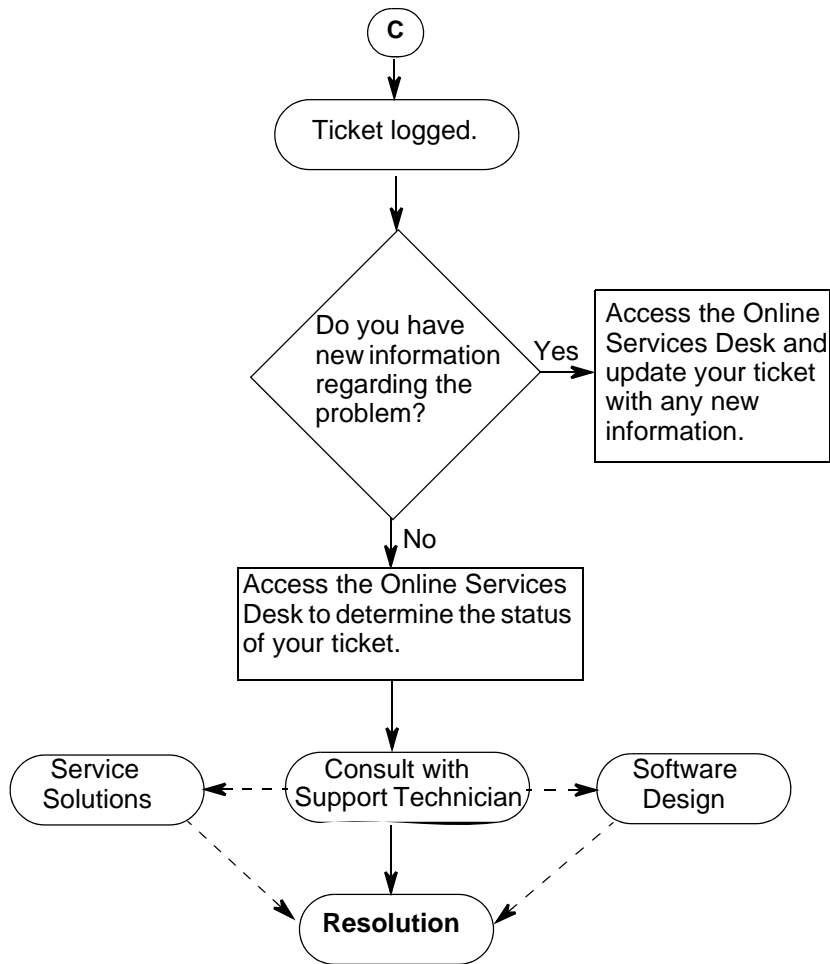 C
Ticket logged.
Do you have
new information
regarding the
problem?
Yes
Access the Online
Services Desk and
update your ticket
with any new
information.
No
Access the Online Services
Desk to determine the status
of your ticket.
Service
Solutions
Consult with
Support Technician
Software
Design
Resolution